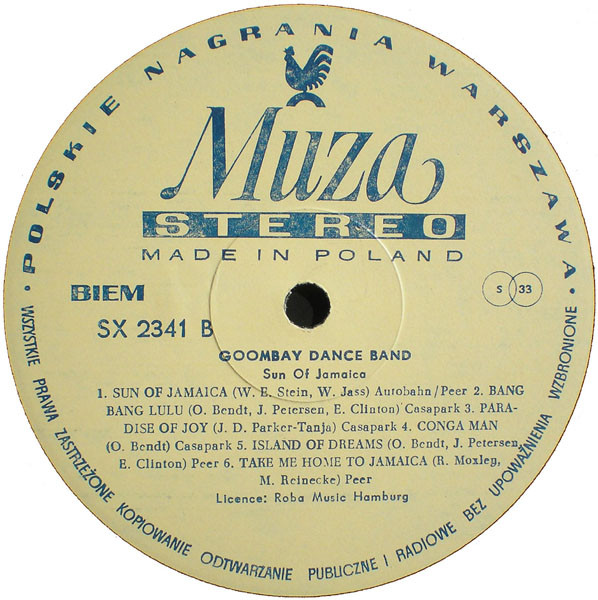 • POLSKIE NAGRANIA WARSZAWA •
Muza
STEREO
MADE IN POLAND
BIEM
S 33
SX 2341 B
GOOMBAY DANCE BAND
Sun Of Jamaica
1. SUN OF JAMAICA (W. E. Stein, W. Jass) Autobahn/Peer 2. BANG
BANG LULU (O. Bendt, J. Petersen, E. Clinton) Casapark 3. PARA-
DISE OF JOY (J. D. Parker-Tanja) Casapark 4. CONGA MAN
(O. Bendt) Casapark 5. ISLAND OF DREAMS (O. Bendt, J. Petersen,
E. Clinton) Peer 6. TAKE ME HOME TO JAMAICA (R. Moxley,
M. Reinecke) Peer
Licence: Roba Music Hamburg
WSZYSTKIE PRAWA ZASTRZEŻONE KOPIOWANIE ODTWARZANIE PUBLICZNE I RADIOWE BEZ UPOWAŻNIENIA WZBRONIONE